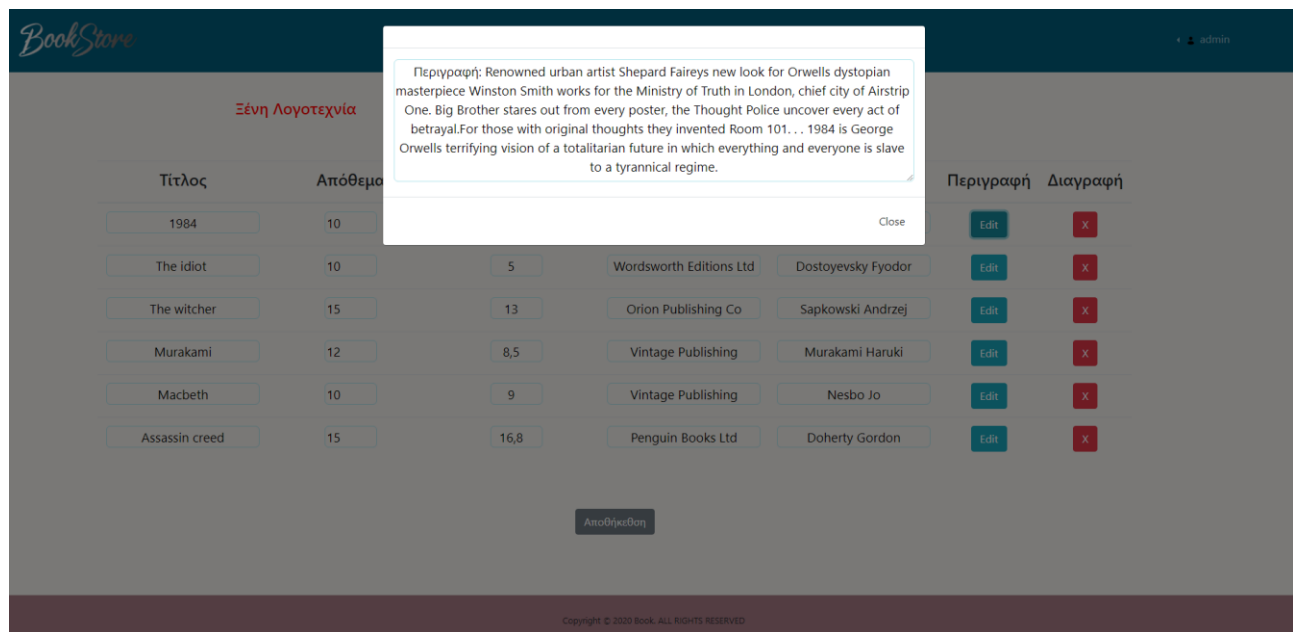 BookStore
admin
Περιγραφή: Renowned urban artist Shepard Faireys new look for Orwells dystopian
masterpiece Winston Smith works for the Ministry of Truth in London, chief city of Airstrip
One. Big Brother stares out from every poster, the Thought Police uncover every act of
betrayal.For those with original thoughts they invented Room 101. . . 1984 is George
Orwells terrifying vision of a totalitarian future in which everything and everyone is slave
to a tyrannical regime.
Close
Ξένη Λογοτεχνία
Τίτλος Απόθεμα Περιγραφή Διαγραφή
1984 10 Edit X
The idiot 10 5 Wordsworth Editions Ltd Dostoyevsky Fyodor Edit X
The witcher 15 13 Orion Publishing Co Sapkowski Andrzej Edit X
Murakami 12 8,5 Vintage Publishing Murakami Haruki Edit X
Macbeth 10 9 Vintage Publishing Nesbo Jo Edit X
Assassin creed 15 16,8 Penguin Books Ltd Doherty Gordon Edit X
Αποθήκεθση
Copyright © 2020 Book. ALL RIGHTS RESERVED